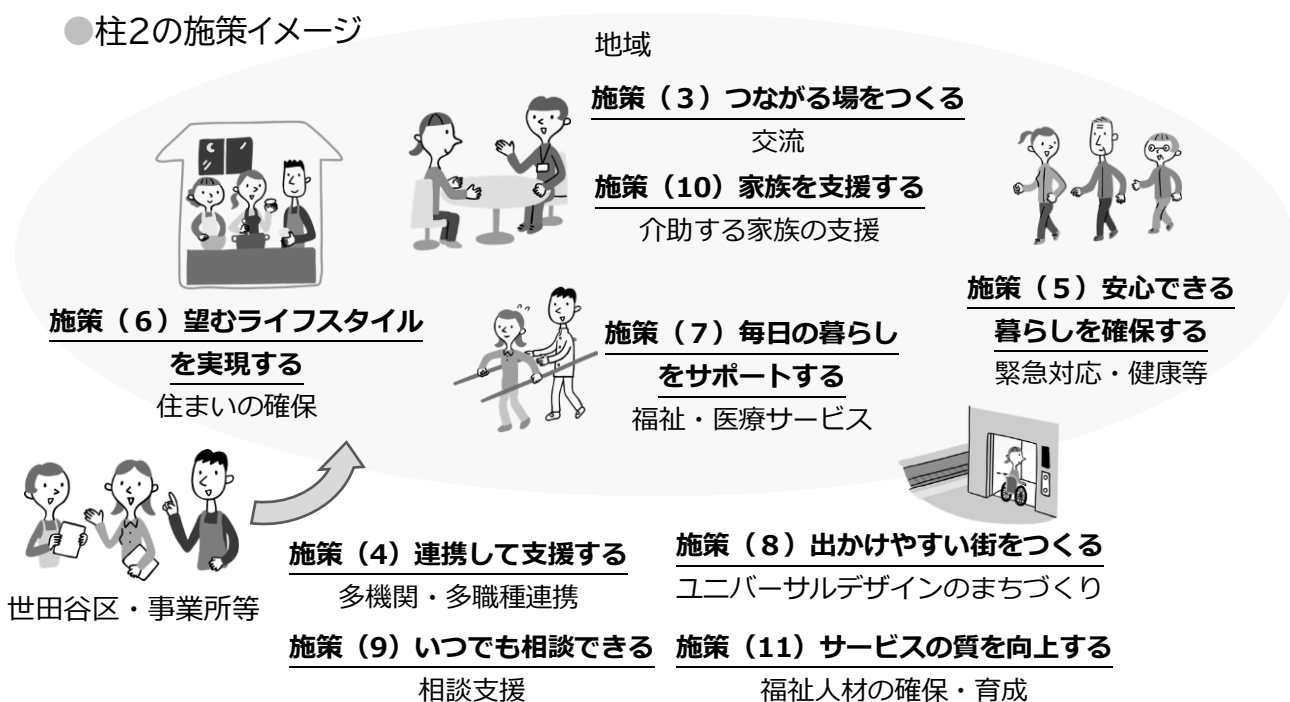 ●柱2の施策イメージ
地域
施策（3）つながる場をつくる
交流
施策（10）家族を支援する
介助する家族の支援
施策（6）望むライフスタイル
を実現する
住まいの確保
施策（7）毎日の暮らし
をサポートする
福祉・医療サービス
施策（5）安心できる
暮らしを確保する
緊急対応・健康等
世田谷区・事業所等
施策（4）連携して支援する
多機関・多職種連携
施策（8）出かけやすい街をつくる
ユニバーサルデザインのまちづくり
施策（9）いつでも相談できる
相談支援
施策（11）サービスの質を向上する
福祉人材の確保・育成